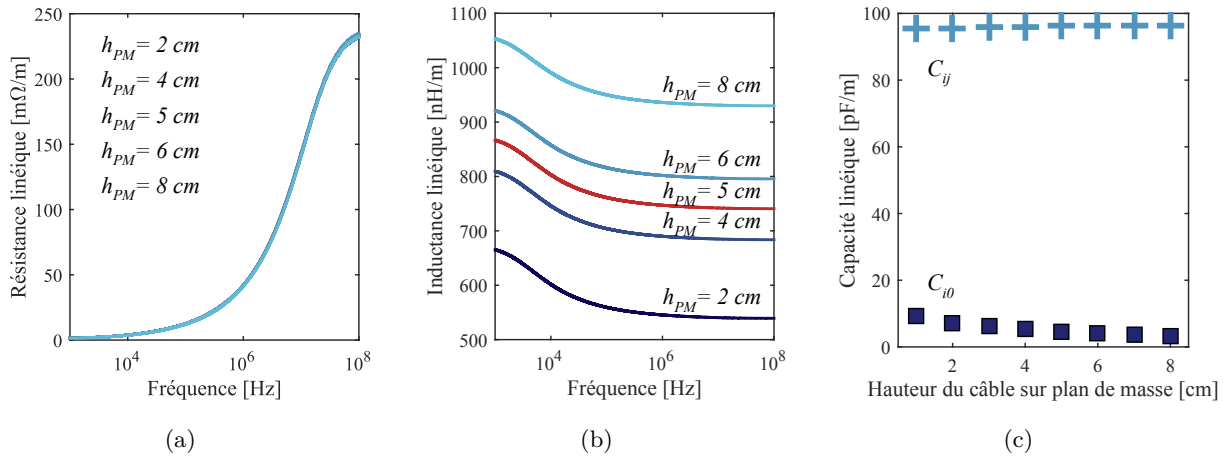 250
200
150
100
50
0
Résistance linéique [mΩ/m]
h_PM = 2 cm
h_PM = 4 cm
h_PM = 5 cm
h_PM = 6 cm
h_PM = 8 cm
10^4 10^6 10^8
Fréquence [Hz]
(a)
1100
1000
900
800
700
600
500
Inductance linéique [nH/m]
h_PM = 8 cm
h_PM = 6 cm
h_PM = 5 cm
h_PM = 4 cm
h_PM = 2 cm
10^4 10^6 10^8
Fréquence [Hz]
(b)
100
80
60
40
20
0
Capacité linéique [pF/m]
C_ij
C_i0
2 4 6 8
Hauteur du câble sur plan de masse [cm]
(c)